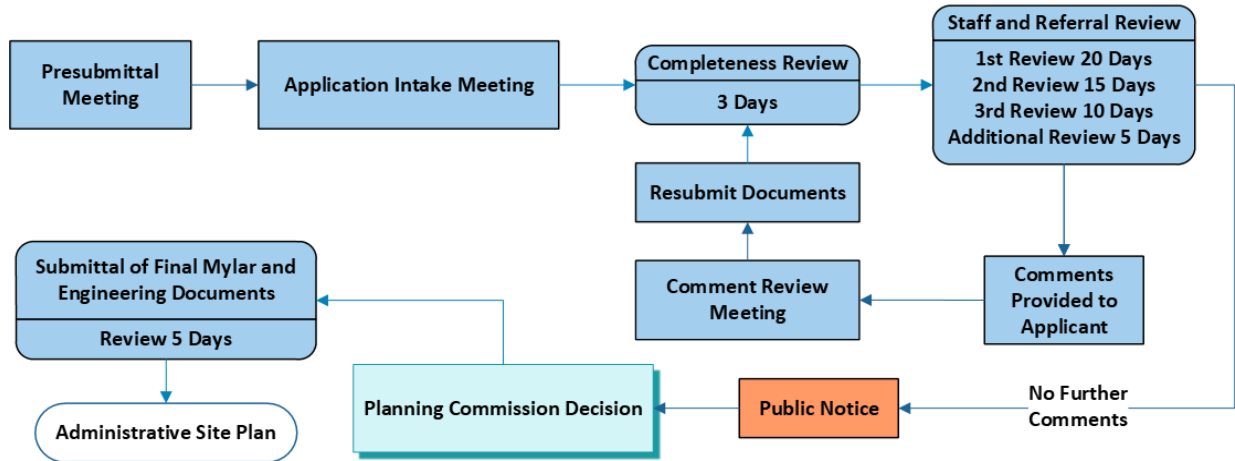 Presubmittal
Meeting
Application Intake Meeting
Completeness Review
3 Days
Staff and Referral Review
1st Review 20 Days
2nd Review 15 Days
3rd Review 10 Days
Additional Review 5 Days
Resubmit Documents
Comment Review
Meeting
Comments
Provided to
Applicant
No Further
Comments
Public Notice
Planning Commission Decision
Submittal of Final Mylar and
Engineering Documents
Review 5 Days
Administrative Site Plan